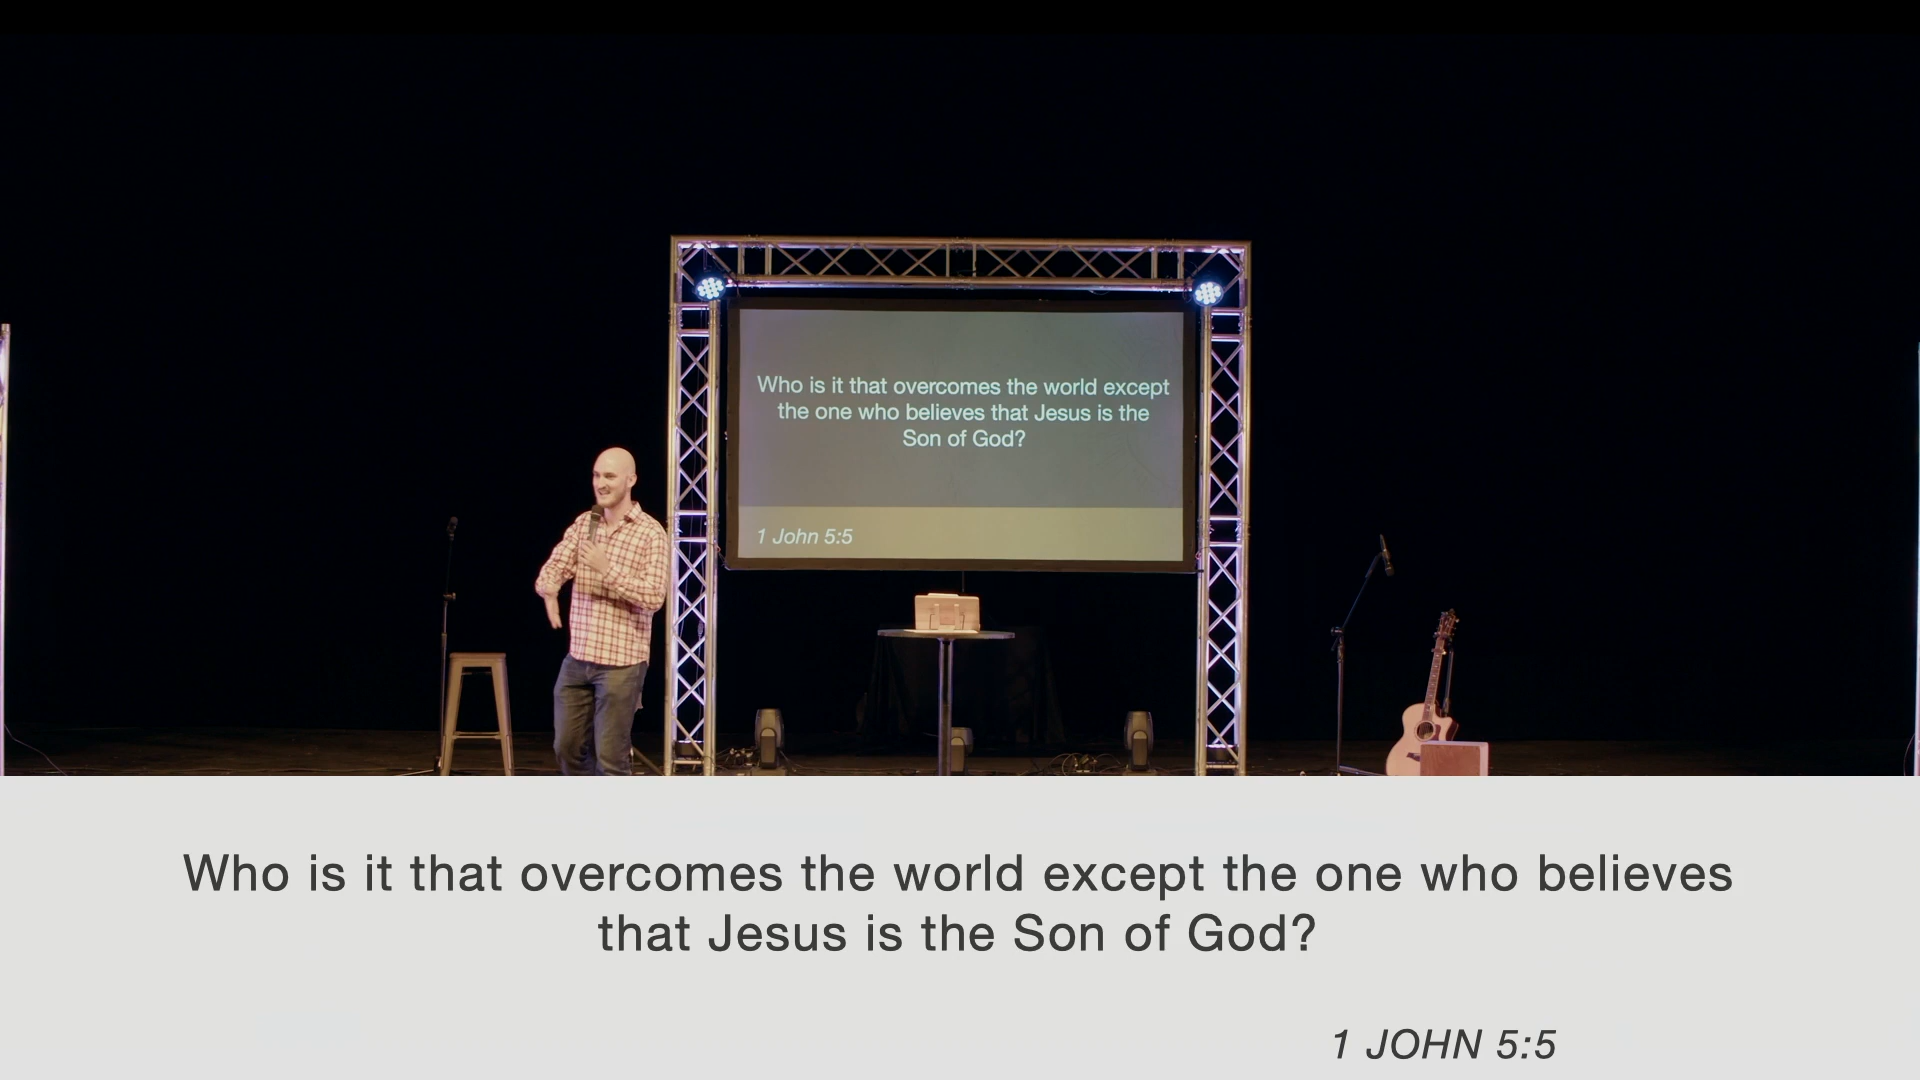 Who is it that overcomes the world except
the one who believes that Jesus is the
Son of God?
1 John 5:5
Who is it that overcomes the world except the one who believes
that Jesus is the Son of God?
1 JOHN 5:5